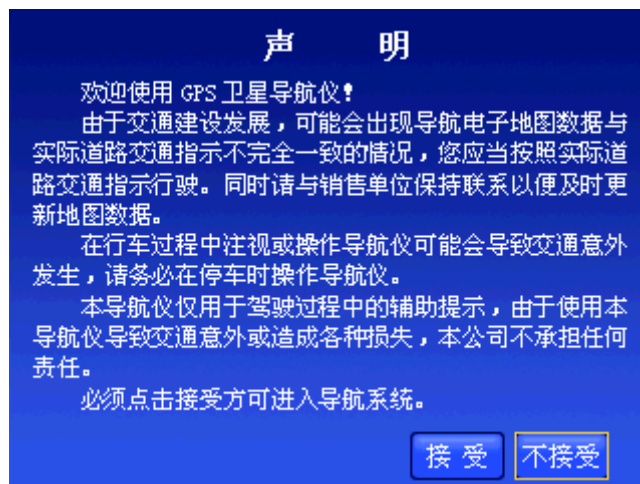 声 明
欢迎使用 GPS 卫星导航仪！
由于交通建设发展，可能会出现导航电子地图数据与
实际道路交通指示不完全一致的情况，您应当按照实际道
路交通指示行驶。同时请与销售单位保持联系以便及时更
新地图数据。
在行车过程中注视或操作导航仪可能会导致交通意外
发生，请务必在停车时操作导航仪。
本导航仪仅用于驾驶过程中的辅助提示，由于使用本
导航仪导致交通意外或造成各种损失，本公司不承担任何
责任。
必须点击接受方可进入导航系统。
接 受 不接受